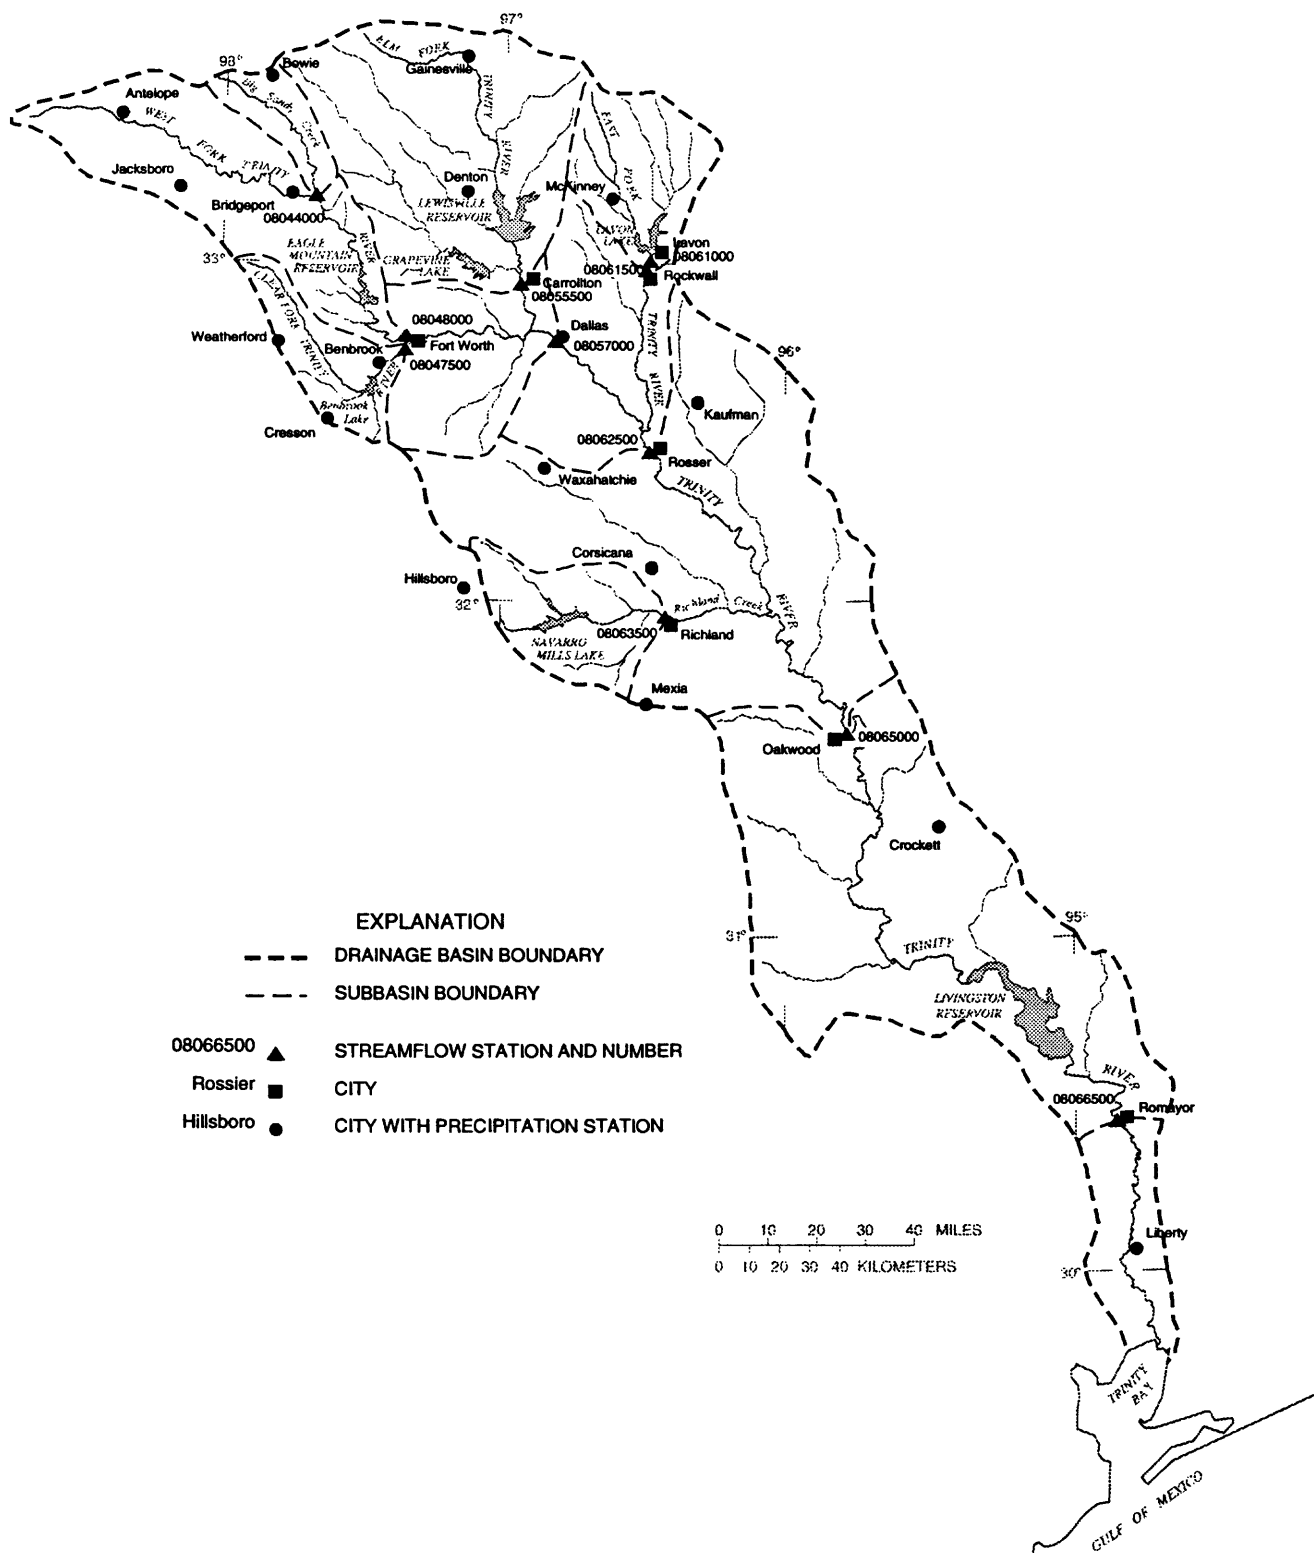 97°
ELM FORK
Gainesville
98°
Bowie
Antelope
Big Sandy Creek
TRINITY
RIVER
WEST
FORK
TRINITY
EAST
FORK
Jacksboro
Bridgeport
08044000
Denton
McKinney
LEWISVILLE
RESERVOIR
LAVON
LAKE
Lavon
08061000
08061500
Rockwall
33°
EAGLE
MOUNTAIN
RESERVOIR
RIVER
GRAPEVINE
LAKE
Carrollton
08055500
CLEAR FORK
TRINITY
RIVER
Weatherford
08048000
Fort Worth
Benbrook
08047500
Dallas
08057000
TRINITY
RIVER
96°
Benbrook
Lake
Cresson
Kaufman
08062500
Rosser
Waxahatchie
TRINITY
Corsicana
Hillsboro
32°
Richland Creek
RIVER
08063500
Richland
NAVARRO
MILLS LAKE
Mexia
Oakwood
08065000
Crockett
95°
31°
TRINITY
LIVINGSTON
RESERVOIR
RIVER
08066500
Romayor
Liberty
30°
TRINITY
BAY
GULF OF MEXICO
EXPLANATION
DRAINAGE BASIN BOUNDARY
SUBBASIN BOUNDARY
08066500 STREAMFLOW STATION AND NUMBER
Rossier CITY
Hillsboro CITY WITH PRECIPITATION STATION
0 10 20 30 40 MILES
0 10 20 30 40 KILOMETERS